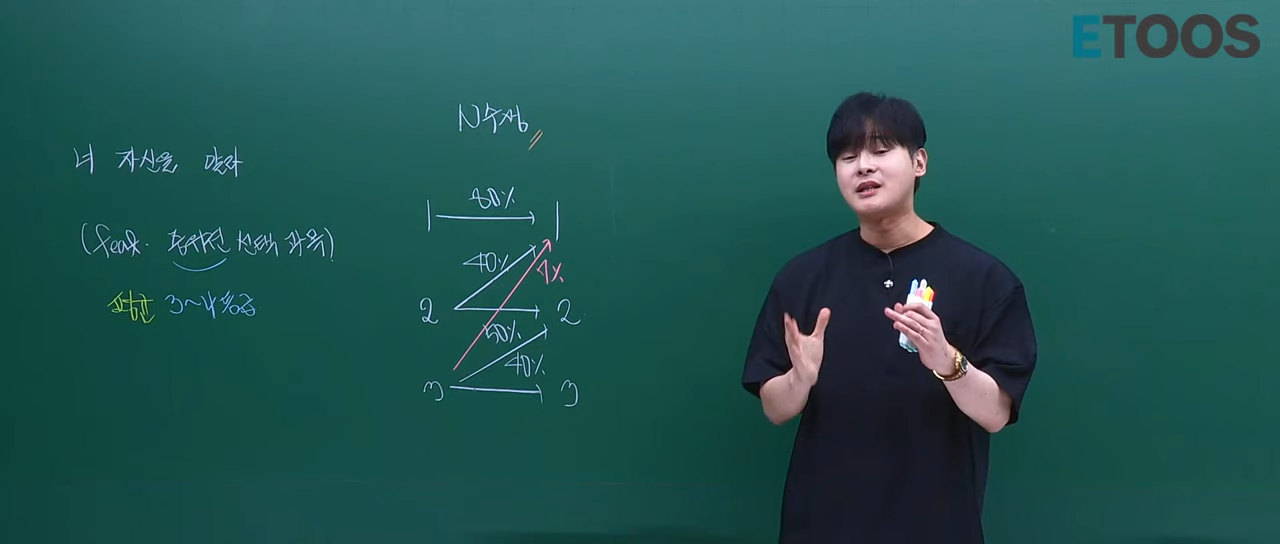 ETOOS
너 자신을 알라
(feat. 선택 과목)
평균 3~4등급
N수생
1 80% 1
40%
7%
2 2
50%
40%
3 3